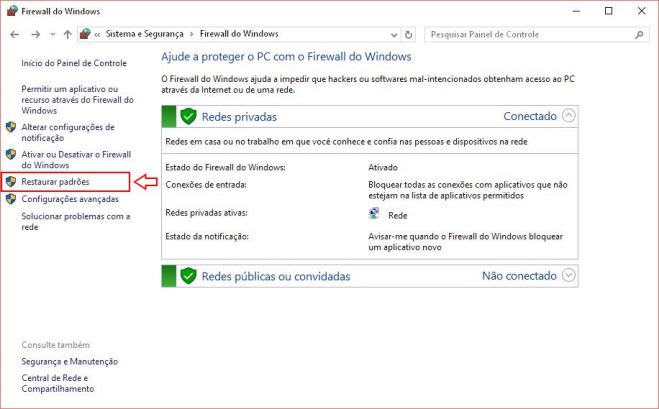 Firewall do Windows
Sistema e Segurança
Firewall do Windows
Pesquisar Painel de Controle
Início do Painel de Controle
Permitir um aplicativo ou
recurso através do Firewall do
Windows
Alterar configurações de
notificação
Ativar ou Desativar o Firewall
do Windows
Restaurar padrões
Configurações avançadas
Solucionar problemas com a
rede
Ajude a proteger o PC com o Firewall do Windows
O Firewall do Windows ajuda a impedir que hackers ou softwares mal-intencionados obtenham acesso ao PC
através da Internet ou de uma rede.
Redes privadas Conectado
Redes em casa ou no trabalho em que você conhece e confia nas pessoas e dispositivos na rede
Estado do Firewall do Windows: Ativado
Conexões de entrada: Bloquear todas as conexões com aplicativos que não
estejam na lista de aplicativos permitidos
Redes privadas ativas: Rede
Estado da notificação: Avisar-me quando o Firewall do Windows bloquear
um aplicativo novo
Redes públicas ou convidadas Não conectado
Consulte também
Segurança e Manutenção
Central de Rede e
Compartilhamento